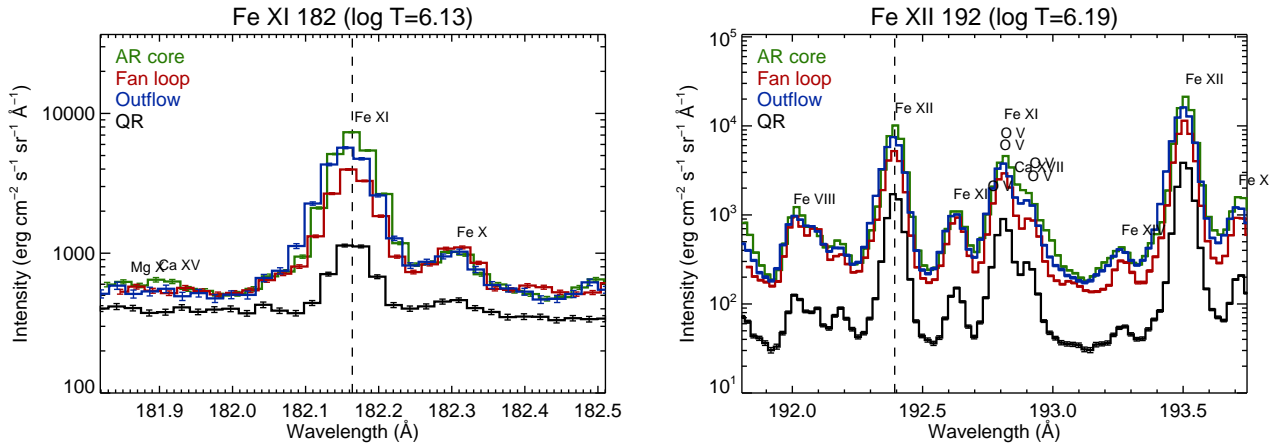 Fe XI 182 (log T=6.13)
AR core
Fan loop
Outflow
QR
Fe XI
Fe X
Mg X
Ca XV
10000
1000
100
Intensity (erg cm⁻² s⁻¹ sr⁻¹ Å⁻¹)
181.9 182.0 182.1 182.2 182.3 182.4 182.5
Wavelength (Å)
Fe XII 192 (log T=6.19)
AR core
Fan loop
Outflow
QR
Fe XII
Fe XII
Fe XI
O V
O V
O V
Ca XVII
O V
O V
Fe XI
Fe VIII
Fe X
10⁵
10⁴
10³
10²
10¹
Intensity (erg cm⁻² s⁻¹ sr⁻¹ Å⁻¹)
192.0 192.5 193.0 193.5
Wavelength (Å)